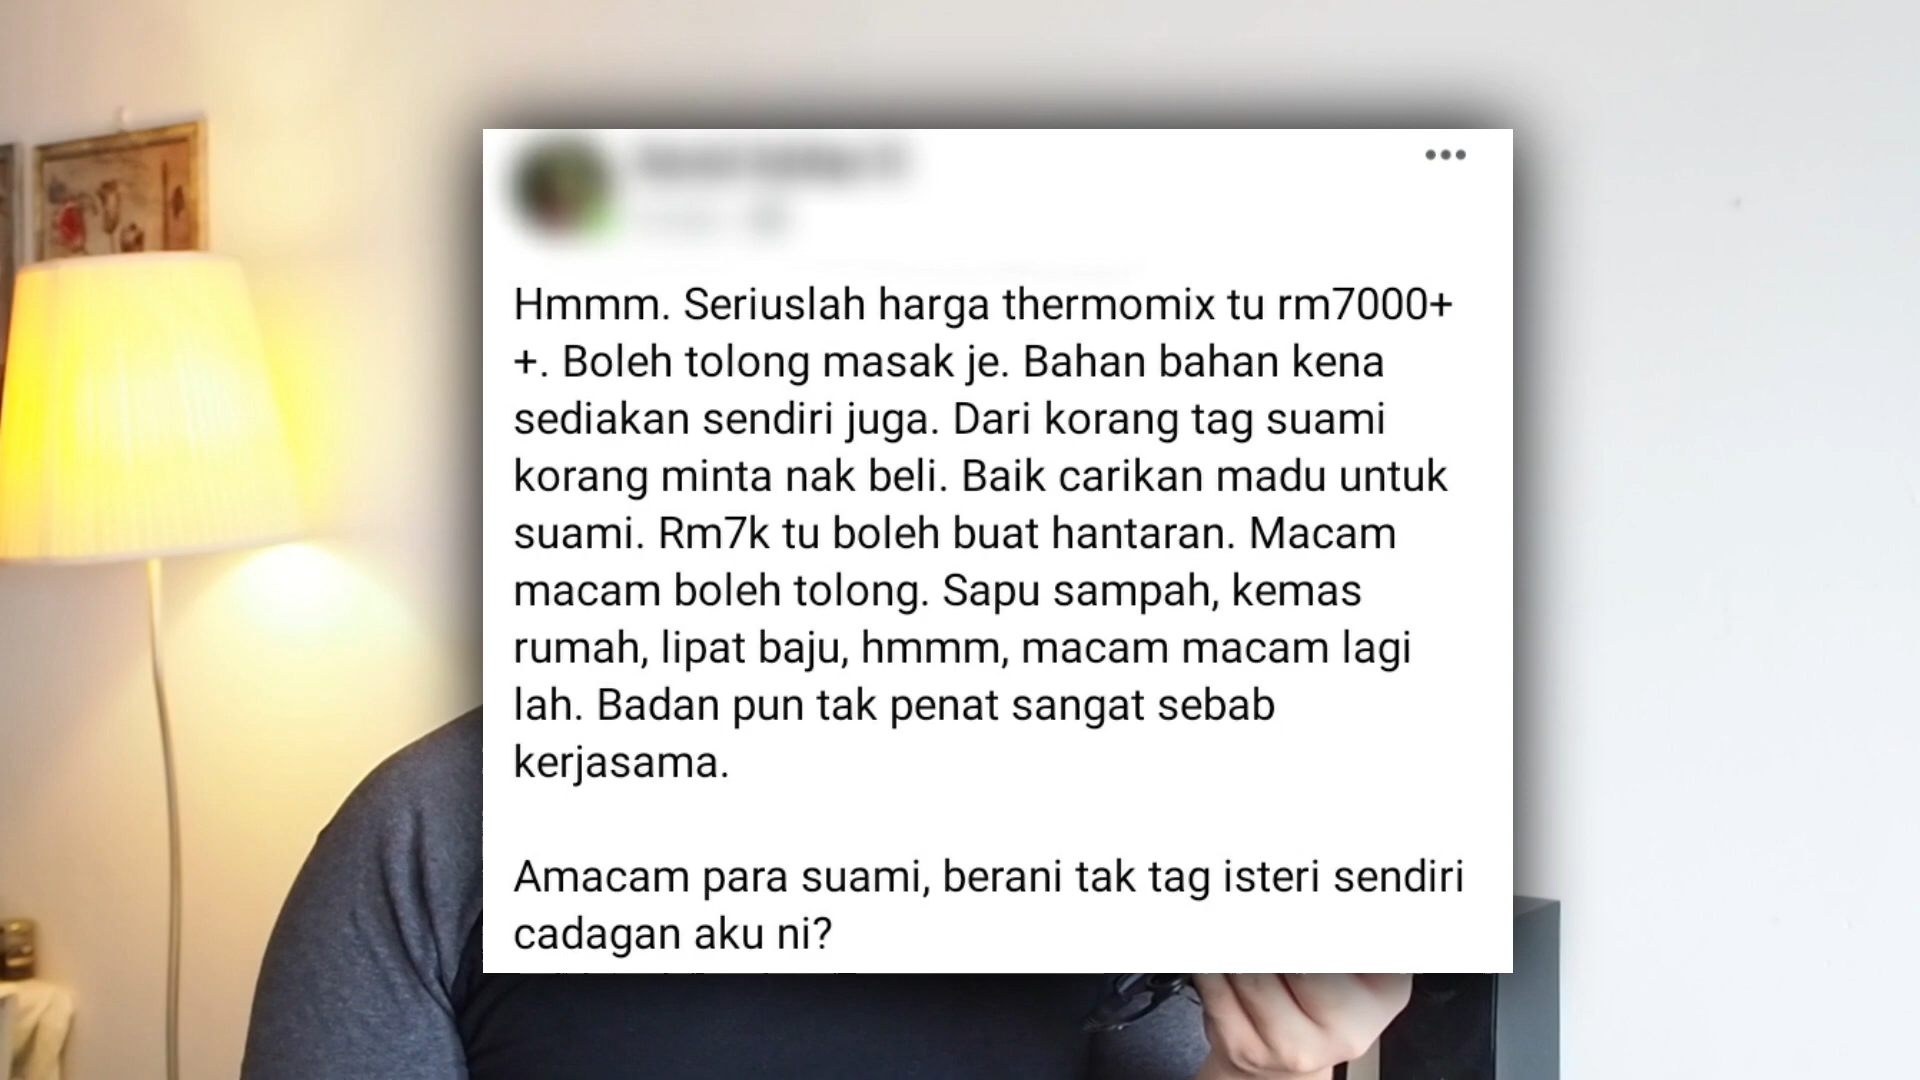 Hmmm. Seriuslah harga thermomix tu rm7000+
+. Boleh tolong masak je. Bahan bahan kena
sediakan sendiri juga. Dari korang tag suami
korang minta nak beli. Baik carikan madu untuk
suami. Rm7k tu boleh buat hantaran. Macam
macam boleh tolong. Sapu sampah, kemas
rumah, lipat baju, hmmm, macam macam lagi
lah. Badan pun tak penat sangat sebab
kerjasama.
Amacam para suami, berani tak tag isteri sendiri
cadagan aku ni?